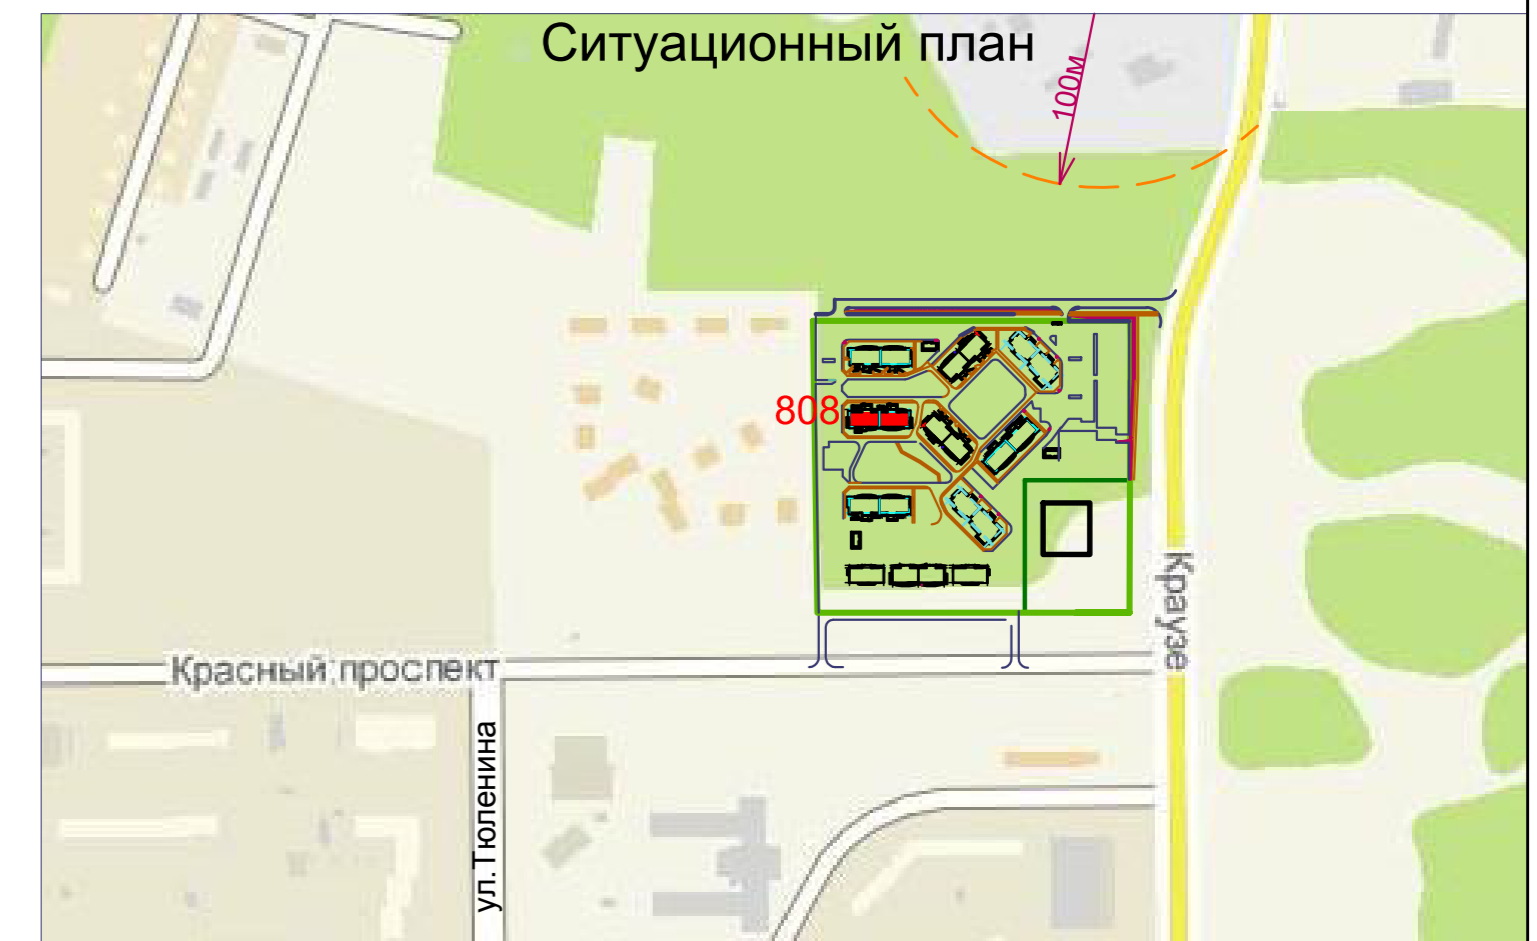 Ситуационный план
100м
808
Краузе
Красный проспект
ул.Тюленина